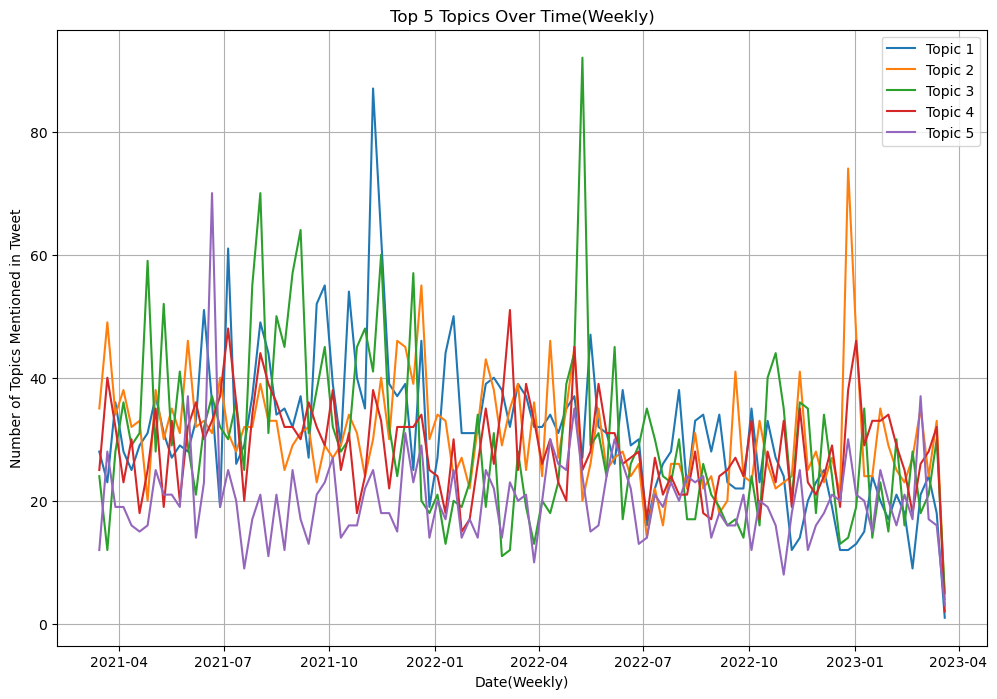 Top 5 Topics Over Time(Weekly)
Topic 1
Topic 2
Topic 3
Topic 4
Topic 5
Number of Topics Mentioned in Tweet
80
60
40
20
0
2021-04 2021-07 2021-10 2022-01 2022-04 2022-07 2022-10 2023-01 2023-04
Date(Weekly)